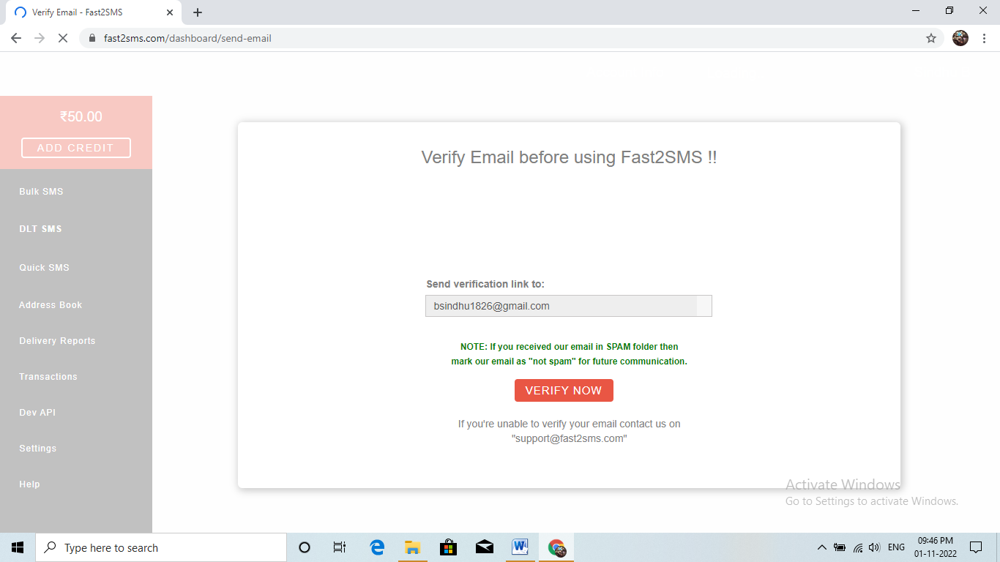 Verify Email - Fast2SMS
fast2sms.com/dashboard/send-email
₹50.00
ADD CREDIT
Bulk SMS
DLT SMS
Quick SMS
Address Book
Delivery Reports
Transactions
Dev API
Settings
Help
Verify Email before using Fast2SMS !!
Send verification link to:
bsindhu1826@gmail.com
NOTE: If you received our email in SPAM folder then
mark our email as "not spam" for future communication.
VERIFY NOW
If you're unable to verify your email contact us on
"support@fast2sms.com"
Activate Windows
Go to Settings to activate Windows.
Type here to search
ENG
09:46 PM
01-11-2022